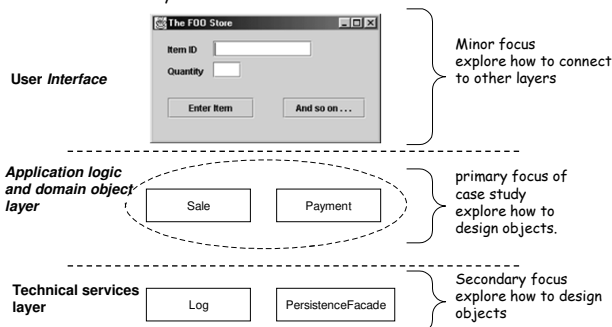 The FOO Store
Item ID
Quantity
Enter Item
And so on . . .
User Interface
Minor focus
explore how to connect
to other layers
Application logic
and domain object
layer
Sale
Payment
primary focus of
case study
explore how to
design objects.
Technical services
layer
Log
PersistenceFacade
Secondary focus
explore how to design
objects